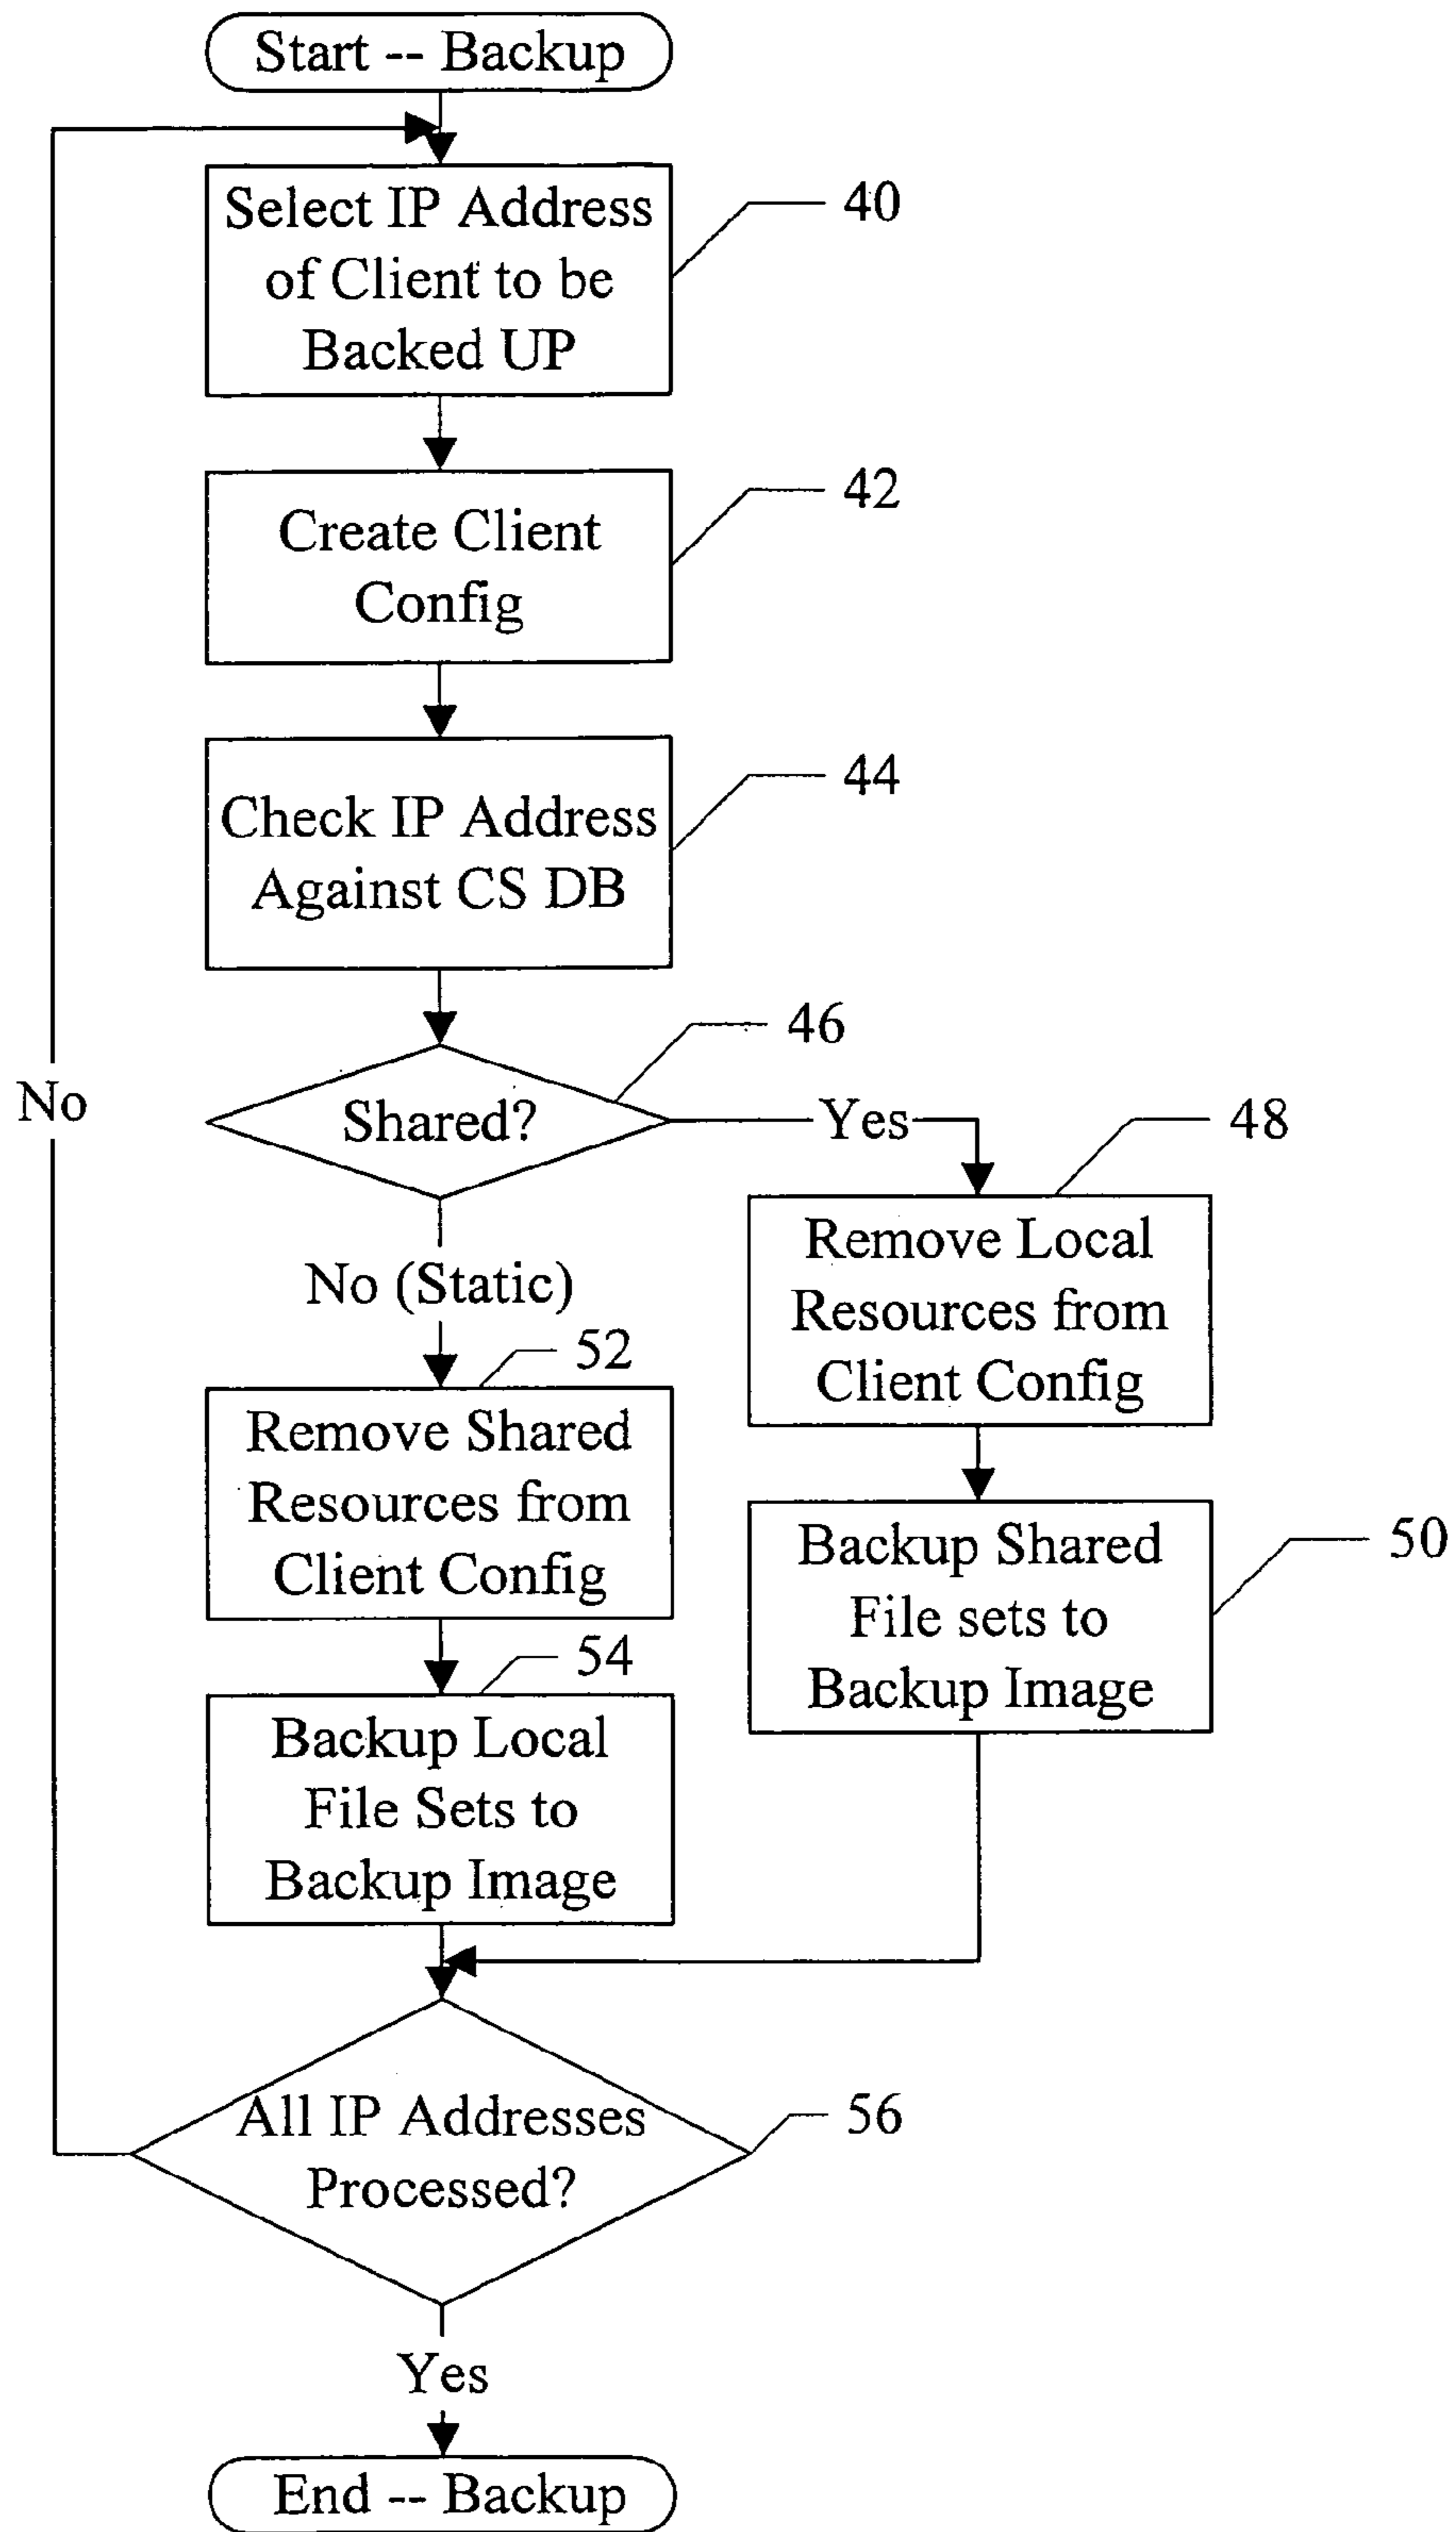 Start -- Backup
Select IP Address
of Client to be
Backed UP
40
Create Client
Config
42
Check IP Address
Against CS DB
44
Shared?
46
Yes
No
No (Static)
48
Remove Local
Resources from
Client Config
52
Remove Shared
Resources from
Client Config
50
Backup Shared
File sets to
Backup Image
54
Backup Local
File Sets to
Backup Image
All IP Addresses
Processed?
56
Yes
End -- Backup